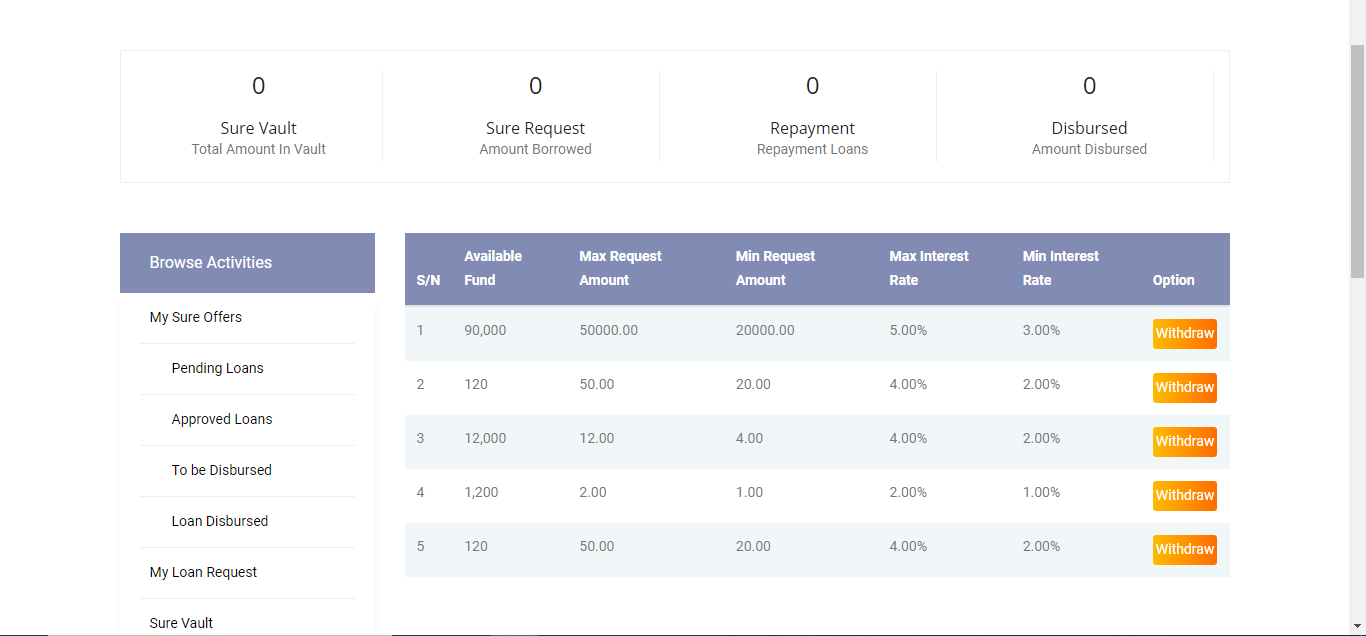 0 0 0 0
Sure Vault Sure Request Repayment Disbursed
Total Amount In Vault Amount Borrowed Repayment Loans Amount Disbursed
Browse Activities
My Sure Offers
Pending Loans
Approved Loans
To be Disbursed
Loan Disbursed
My Loan Request
Sure Vault
Available Max Request Min Request Max Interest Min Interest
S/N Fund Amount Amount Rate Rate Option
1 90,000 50000.00 20000.00 5.00% 3.00% Withdraw
2 120 50.00 20.00 4.00% 2.00% Withdraw
3 12,000 12.00 4.00 4.00% 2.00% Withdraw
4 1,200 2.00 1.00 2.00% 1.00% Withdraw
5 120 50.00 20.00 4.00% 2.00% Withdraw